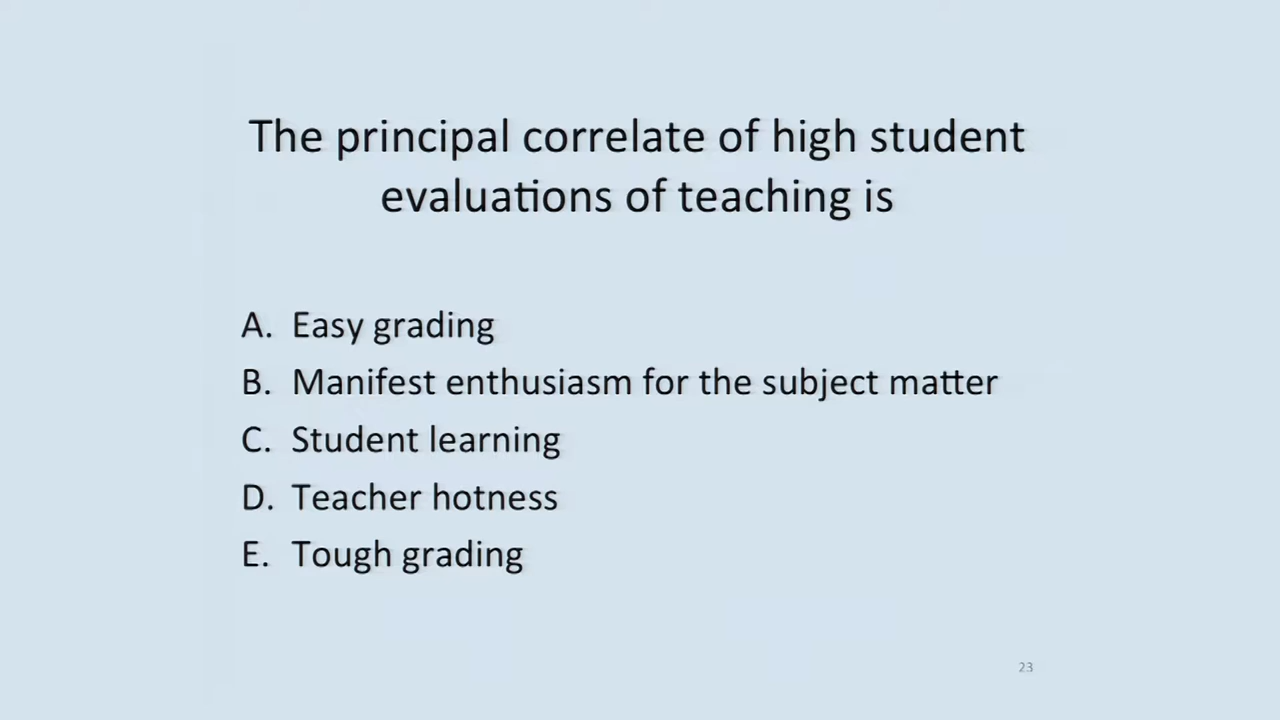 The principal correlate of high student
evaluations of teaching is
A. Easy grading
B. Manifest enthusiasm for the subject matter
C. Student learning
D. Teacher hotness
E. Tough grading
23